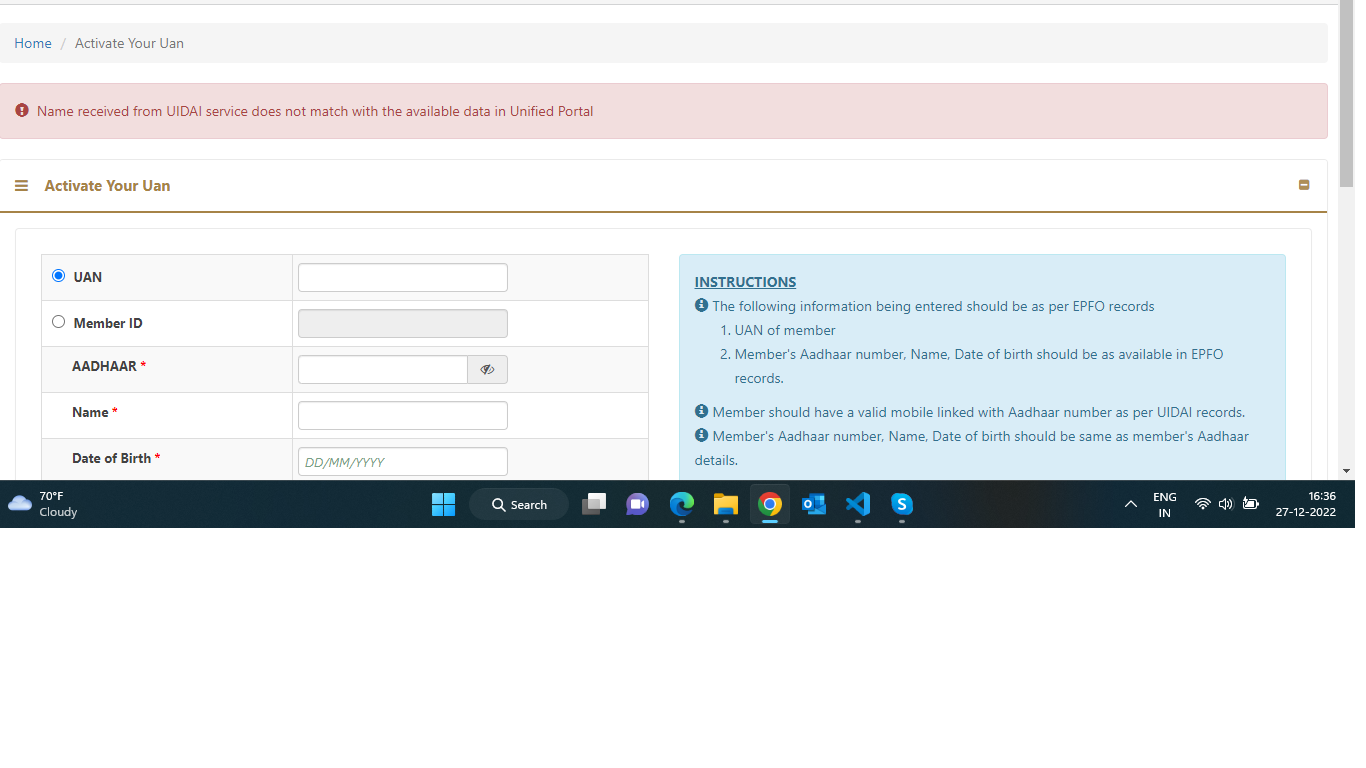 Home / Activate Your Uan
Name received from UIDAI service does not match with the available data in Unified Portal
Activate Your Uan
UAN
Member ID
AADHAAR *
Name *
Date of Birth *
DD/MM/YYYY
INSTRUCTIONS
The following information being entered should be as per EPFO records
1. UAN of member
2. Member's Aadhaar number, Name, Date of birth should be as available in EPFO
records.
Member should have a valid mobile linked with Aadhaar number as per UIDAI records.
Member's Aadhaar number, Name, Date of birth should be same as member's Aadhaar
details.
70°F
Cloudy
Search
ENG
IN
16:36
27-12-2022